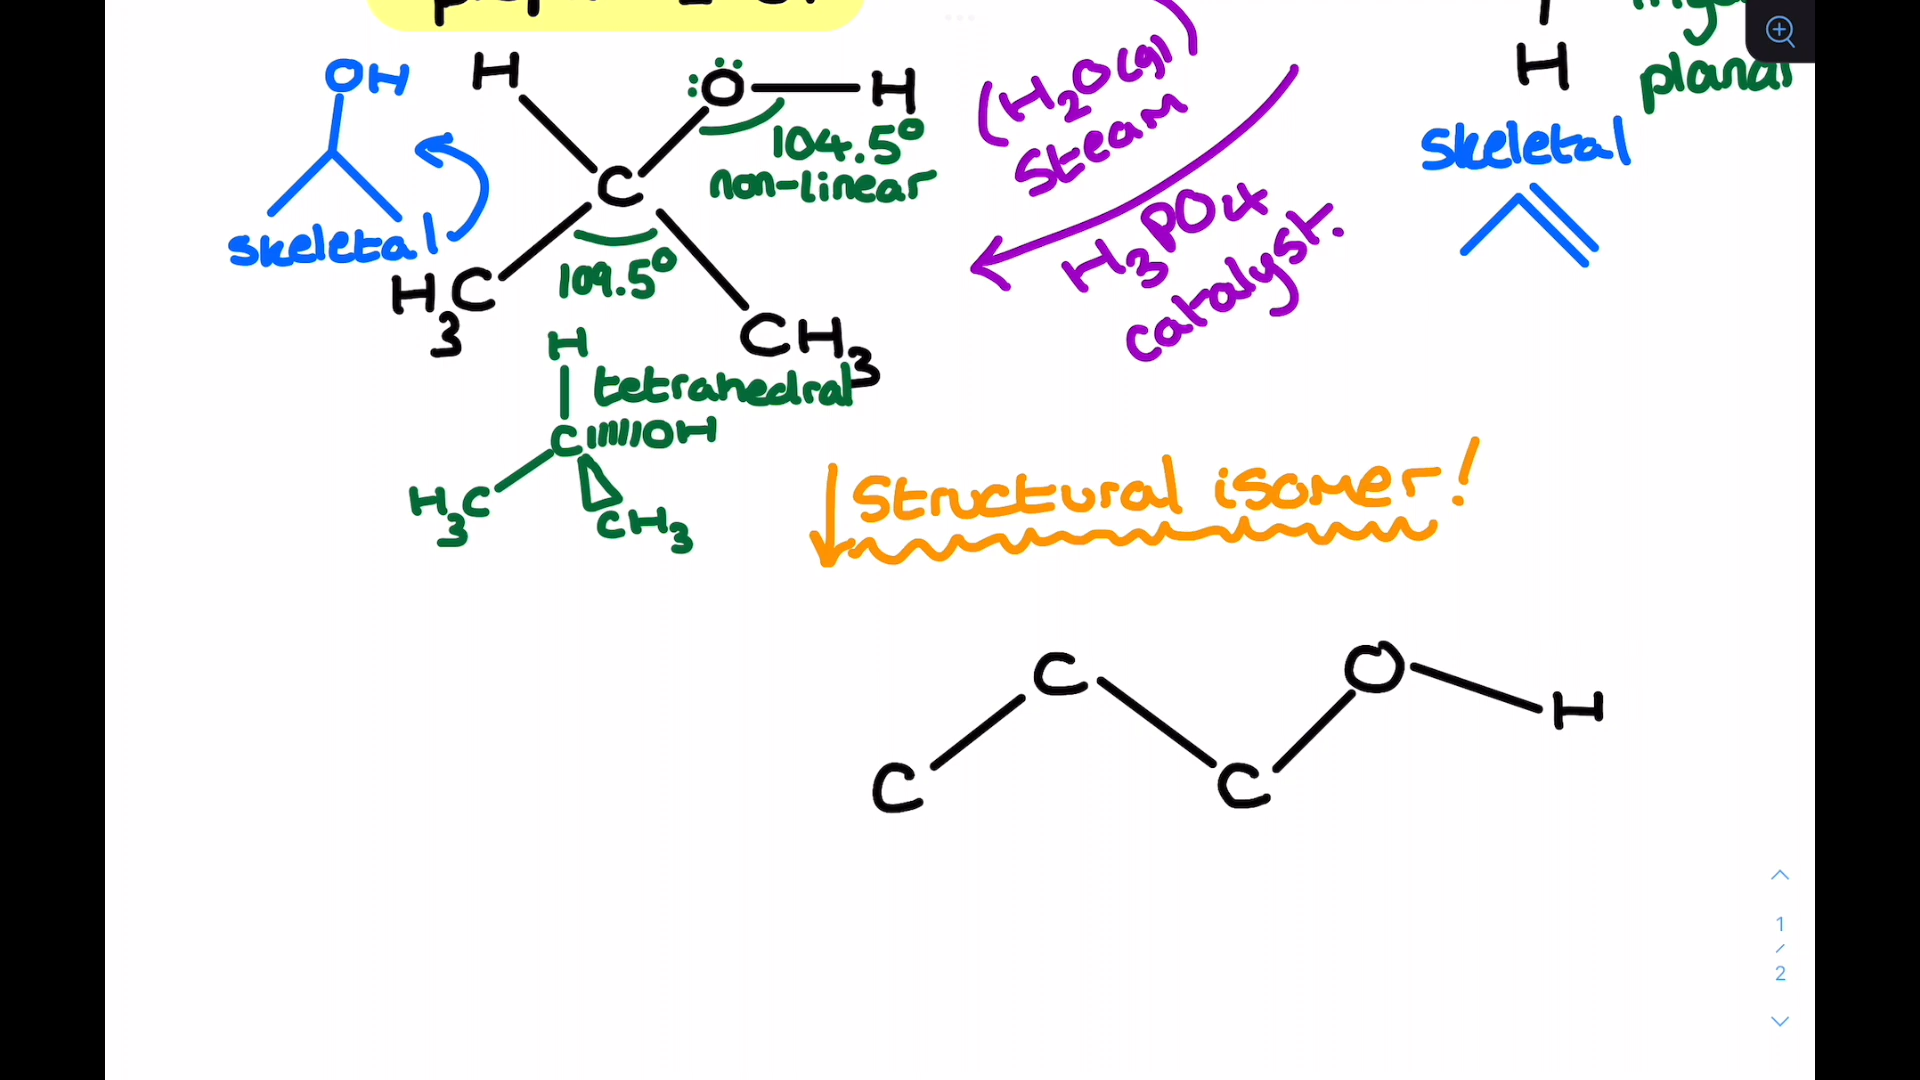 OH
H
:O — H
104.5°
non-linear
C
skeletal
H3C
109.5°
CH3
H
tetrahedral
C OH
H3C
CH3
(H2O(g))
Steam
H3PO4
catalyst.
H
planar
skeletal
Structural isomer!
C
O
H
C
C
1
/
2